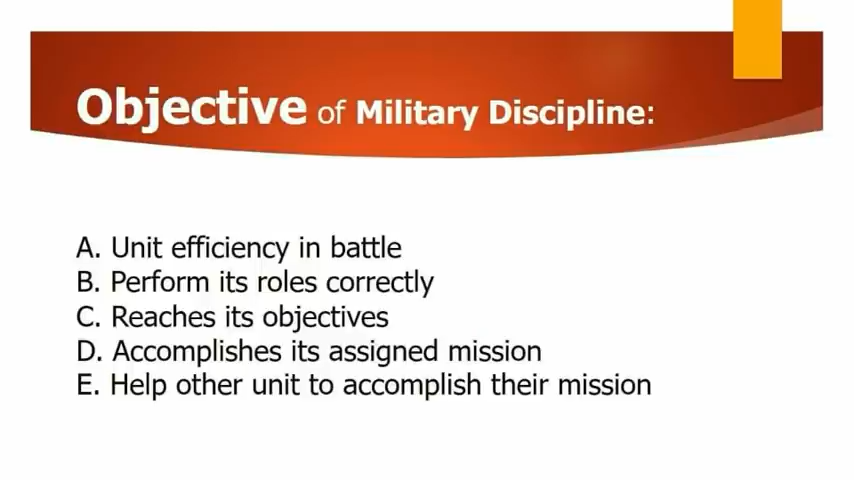 Objective of Military Discipline:
A. Unit efficiency in battle
B. Perform its roles correctly
C. Reaches its objectives
D. Accomplishes its assigned mission
E. Help other unit to accomplish their mission